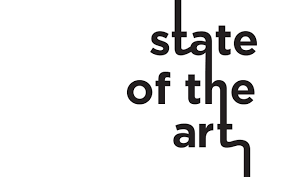 state
of the
art